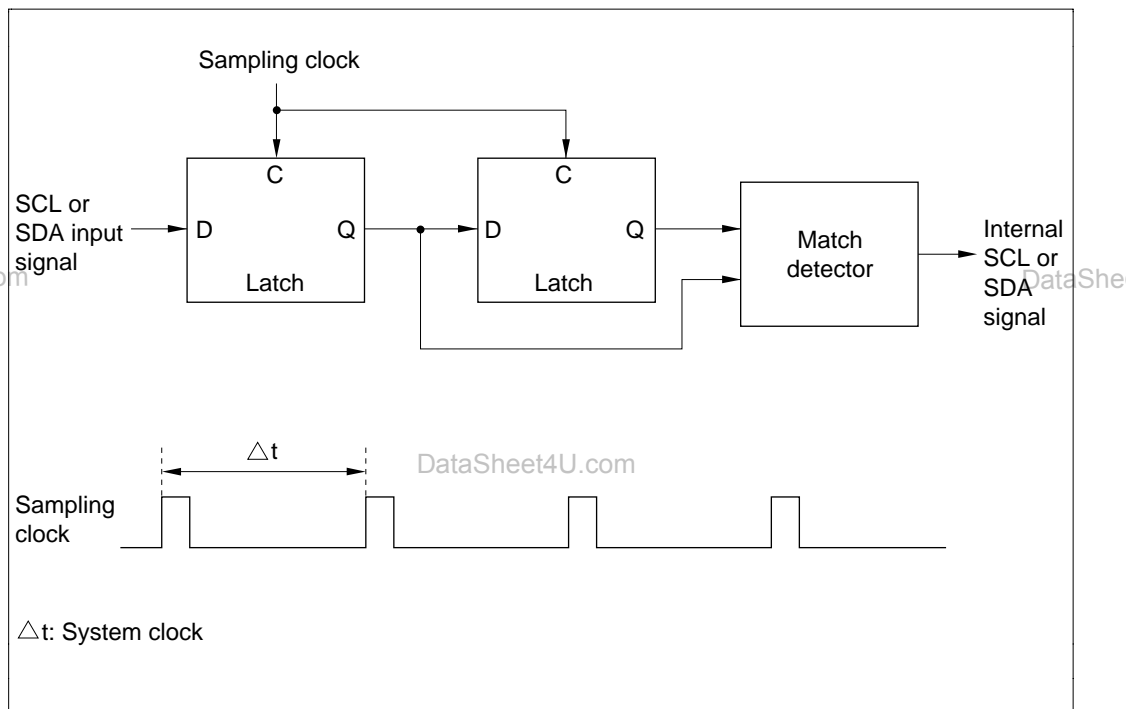 Sampling clock
C
C
SCL or
SDA input
signal
D
Q
D
Q
Latch
Latch
Match
detector
Internal
SCL or
SDA
signal
om
DataShe
△t
DataSheet4U.com
Sampling
clock
△t: System clock